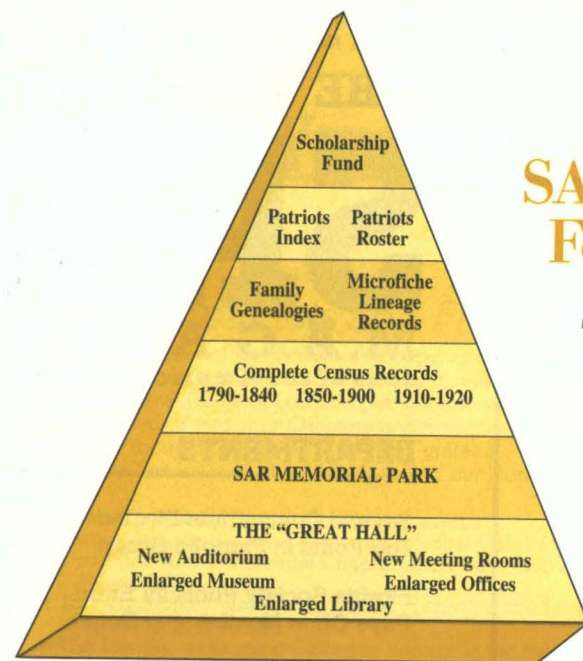 Scholarship
Fund
Patriots Patriots
Index Roster
Family
Genealogies
Microfiche
Lineage
Records
Complete Census Records
1790-1840 1850-1900 1910-1920
SAR MEMORIAL PARK
THE “GREAT HALL”
New Auditorium New Meeting Rooms
Enlarged Museum Enlarged Offices
Enlarged Library
DEPARTMENTS